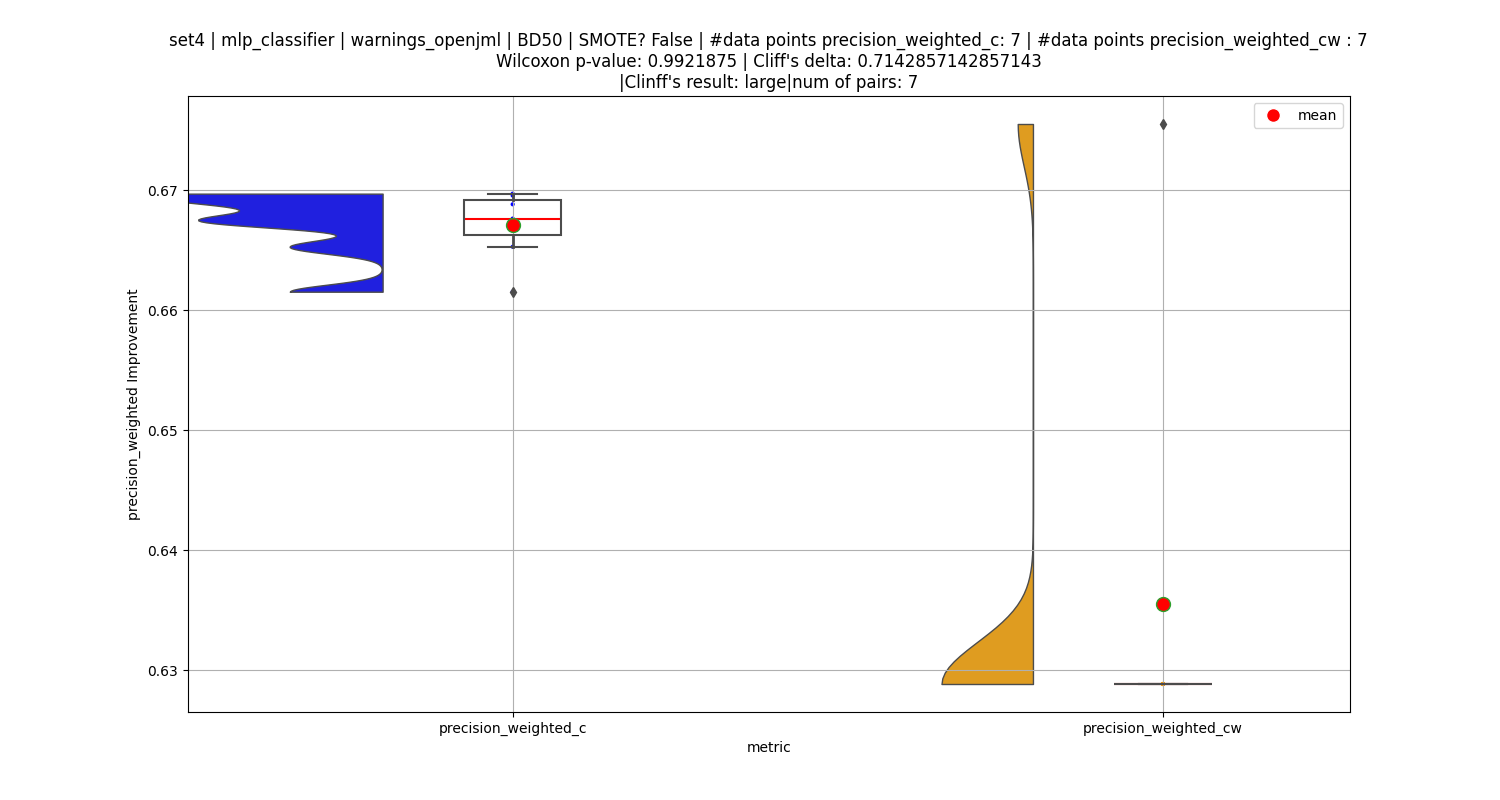 set4 | mlp_classifier | warnings_openjml | BD50 | SMOTE? False | #data points precision_weighted_c: 7 | #data points precision_weighted_cw : 7
Wilcoxon p-value: 0.9921875 | Cliff's delta: 0.7142857142857143
|Clinff's result: large|num of pairs: 7
mean
precision_weighted Improvement
0.67
0.66
0.65
0.64
0.63
precision_weighted_c
precision_weighted_cw
metric